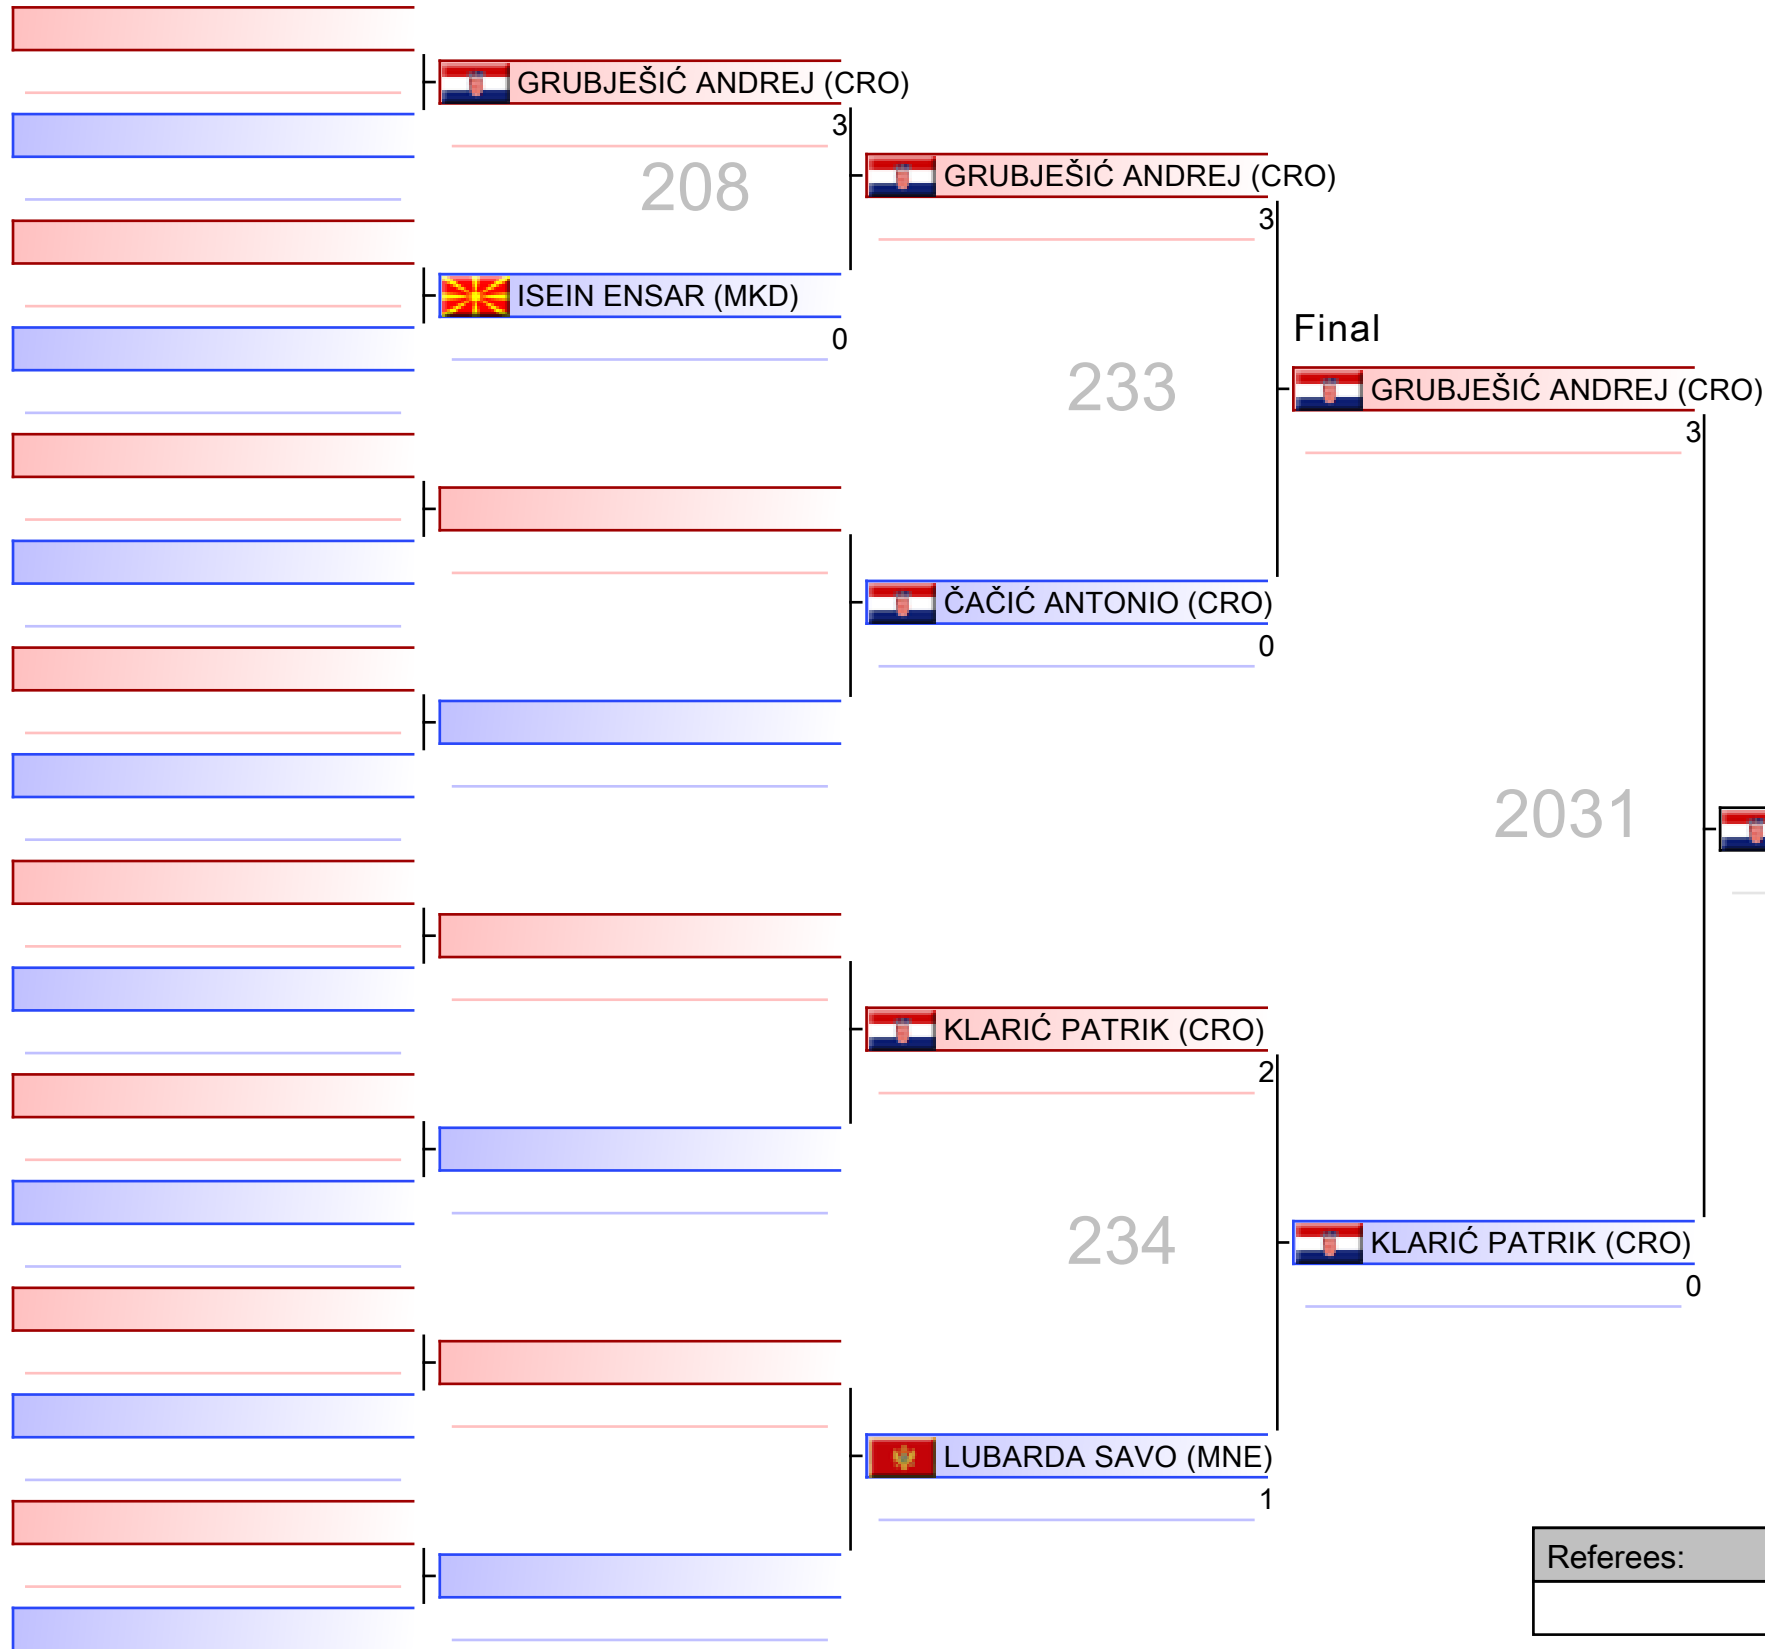 GRUBJEŠIĆ ANDREJ (CRO)
3
208
ISEIN ENSAR (MKD)
0
GRUBJEŠIĆ ANDREJ (CRO)
3
233
ČAČIĆ ANTONIO (CRO)
0
KLARIĆ PATRIK (CRO)
2
234
LUBARDA SAVO (MNE)
1
Final
GRUBJEŠIĆ ANDREJ (CRO)
3
2031
KLARIĆ PATRIK (CRO)
0
Referees: